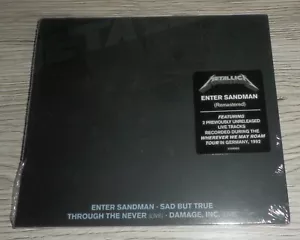 METALLICA
ENTER SANDMAN
(Remastered)
FEATURING
3 PREVIOUSLY UNRELEASED
LIVE TRACKS
RECORDED DURING THE
WHEREVER WE MAY ROAM
TOUR IN GERMANY, 1992
ENTER SANDMAN - SAD BUT TRUE
THROUGH THE NEVER (LIVE) - DAMAGE, INC.